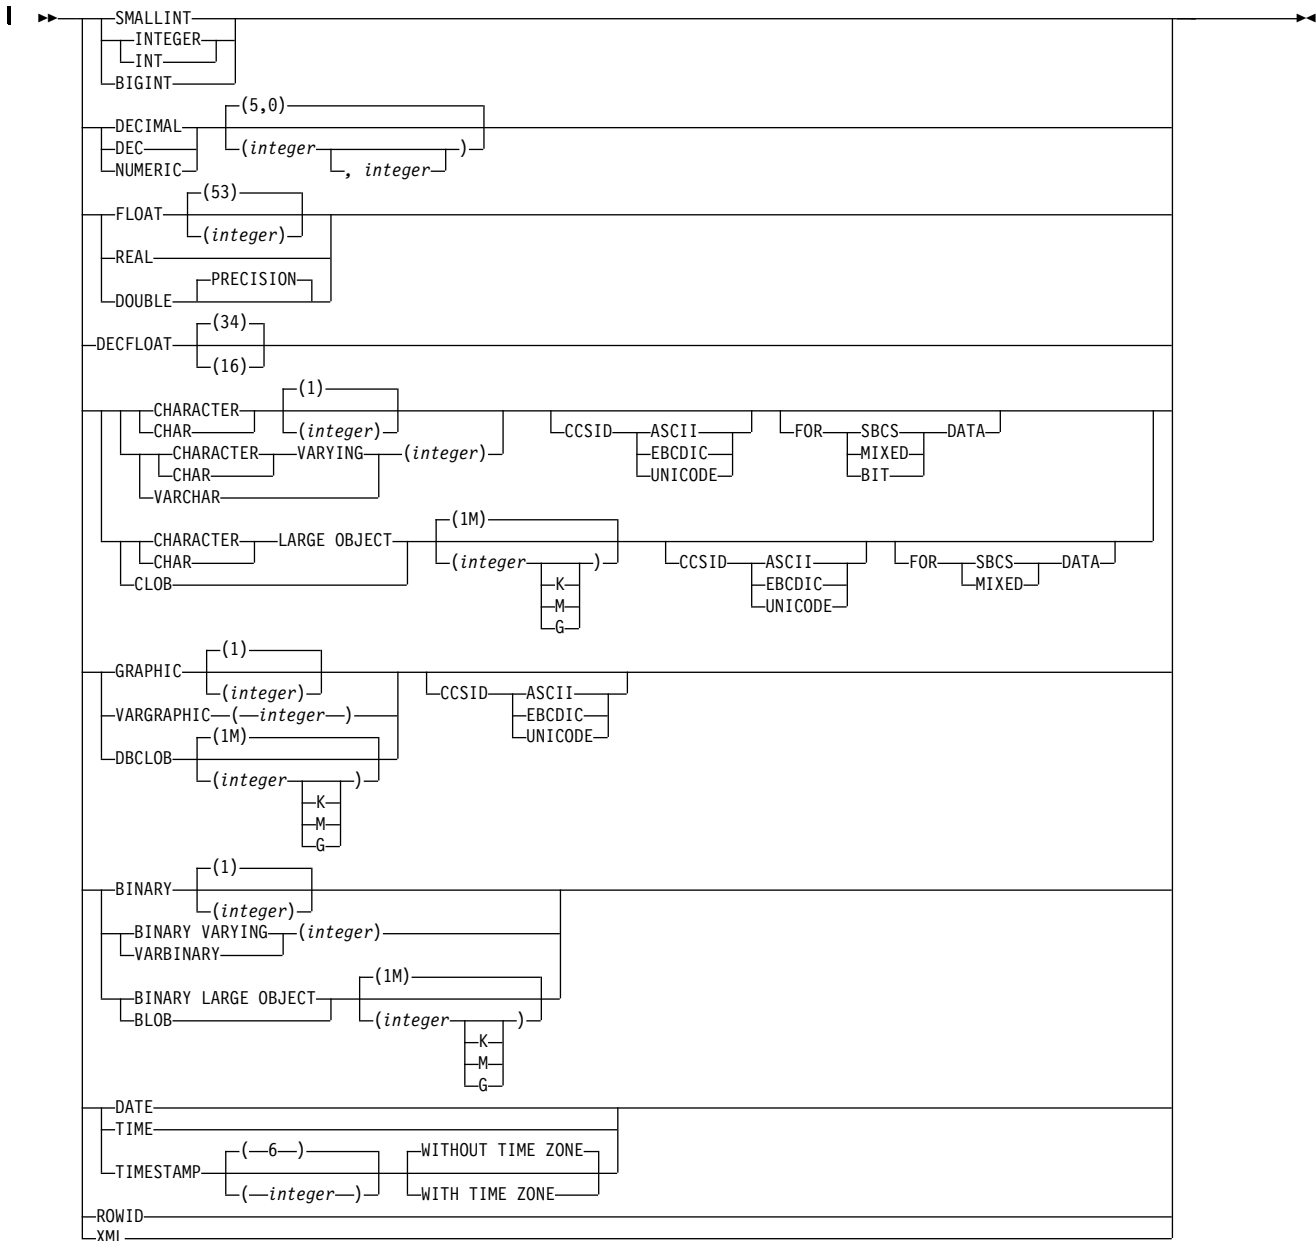 SMALLINT
INTEGER
INT
BIGINT
(5,0)
DECIMAL
DEC (integer )
NUMERIC , integer
(53)
FLOAT
(integer)
REAL
PRECISION
DOUBLE
(34)
DECFLOAT
(16)
(1)
CHARACTER
CHAR (integer) CCSID ASCII FOR SBCS DATA
CHARACTER VARYING (integer) EBCDIC MIXED
CHAR UNICODE BIT
VARCHAR
(1M)
CHARACTER LARGE OBJECT
CHAR (integer ) CCSID ASCII FOR SBCS DATA
CLOB K EBCDIC MIXED
M UNICODE
G
(1)
GRAPHIC
(integer) CCSID ASCII
VARGRAPHIC ( integer ) EBCDIC
(1M) UNICODE
DBCLOB
(integer )
K
M
G
(1)
BINARY
(integer)
BINARY VARYING (integer)
VARBINARY
(1M)
BINARY LARGE OBJECT
BLOB (integer )
K
M
G
DATE
TIME
( 6 ) WITHOUT TIME ZONE
TIMESTAMP
( integer ) WITH TIME ZONE
ROWID
XML